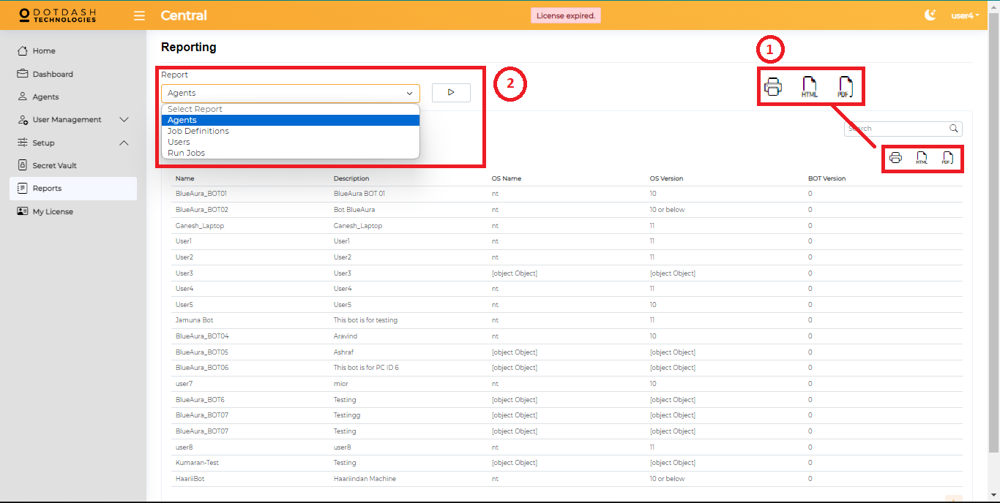 DOTDASH
TECHNOLOGIES
Central
License expired.
user4
Home
Dashboard
Agents
User Management
Setup
Secret Vault
Reports
My License
Reporting
1
Report
Agents
2
HTML
PDF
Select Report
Agents
Job Definitions
Users
Run Jobs
Search
HTML
PDF
Name Description OS Name OS Version BOT Version
BlueAura_BOT01 BlueAura BOT 01 nt 10 0
BlueAura_BOT02 Bot BlueAura nt 10 or below 0
Ganesh_Laptop Ganesh_Laptop nt 11 0
User1 User1 nt 11 0
User2 User2 nt 11 0
User3 User3 [object Object] [object Object] 0
User4 User4 nt 11 0
User5 User5 nt 10 0
Jamuna Bot This bot is for testing nt 11 0
BlueAura_BOT04 Aravind nt 10 0
BlueAura_BOT05 Ashraf [object Object] [object Object] 0
BlueAura_BOT06 This bot is for PC ID 6 [object Object] [object Object] 0
user7 mior nt 10 0
BlueAura_BOT6 Testing [object Object] [object Object] 0
BlueAura_BOT07 Testingg [object Object] [object Object] 0
BlueAura_BOT07 Testing [object Object] [object Object] 0
user8 user8 nt 11 0
Kumaran-Test Testing [object Object] [object Object] 0
HaariiBot Haariindan Machine nt 10 or below 0